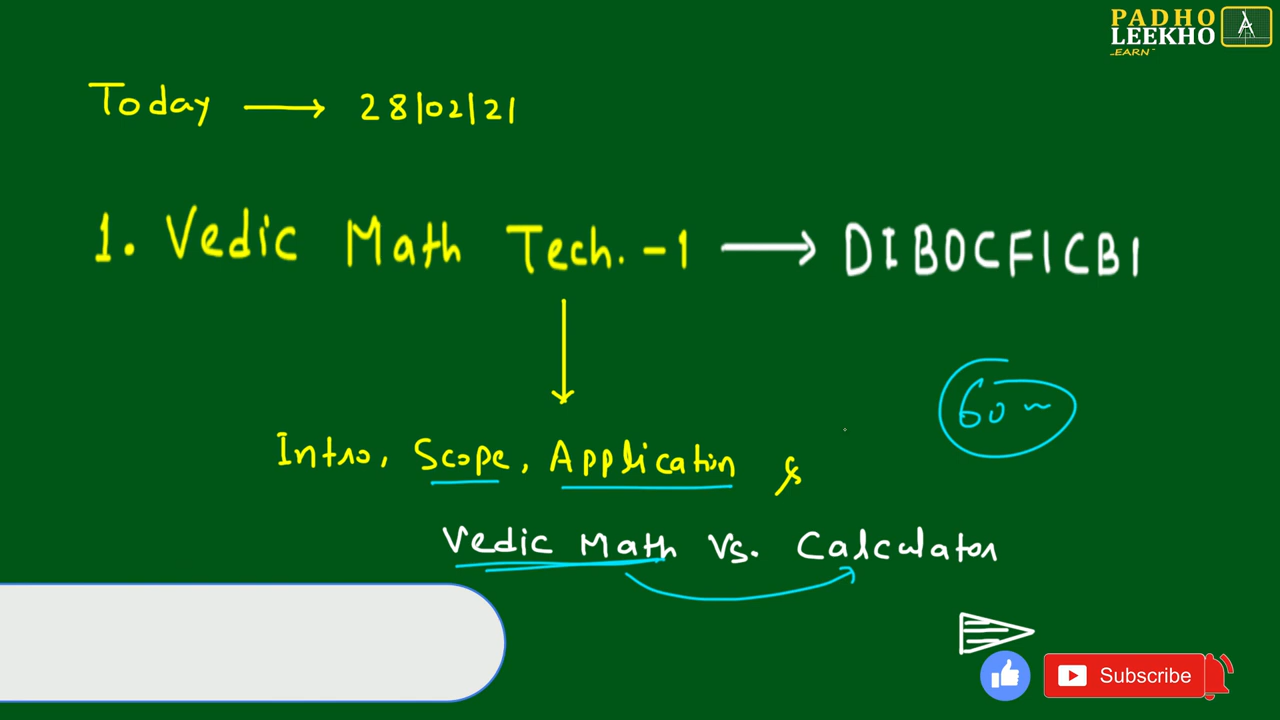 PADHO
LEEKHO
EARN
Today → 28/02/21
1. Vedic Math Tech.-1 → DIBOCFICBI
60 m
Intro, Scope, Application &
Vedic Math Vs. Calculator
Subscribe